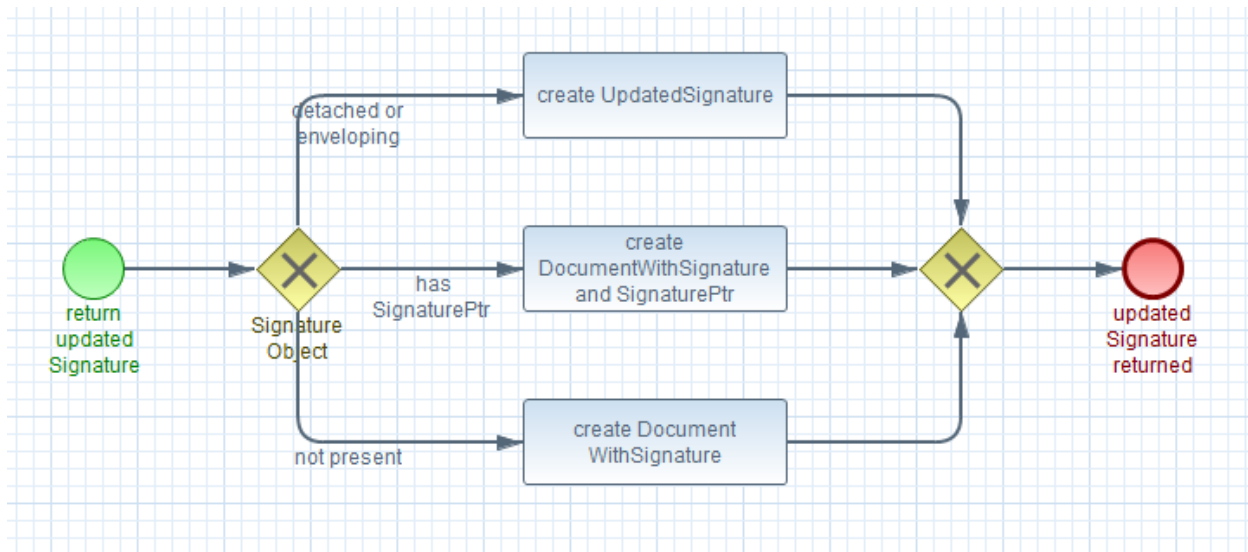 return
updated
Signature
Signature
Object
detached or
enveloping
has
SignaturePtr
not present
create UpdatedSignature
create
DocumentWithSignature
and SignaturePtr
create Document
WithSignature
updated
Signature
returned